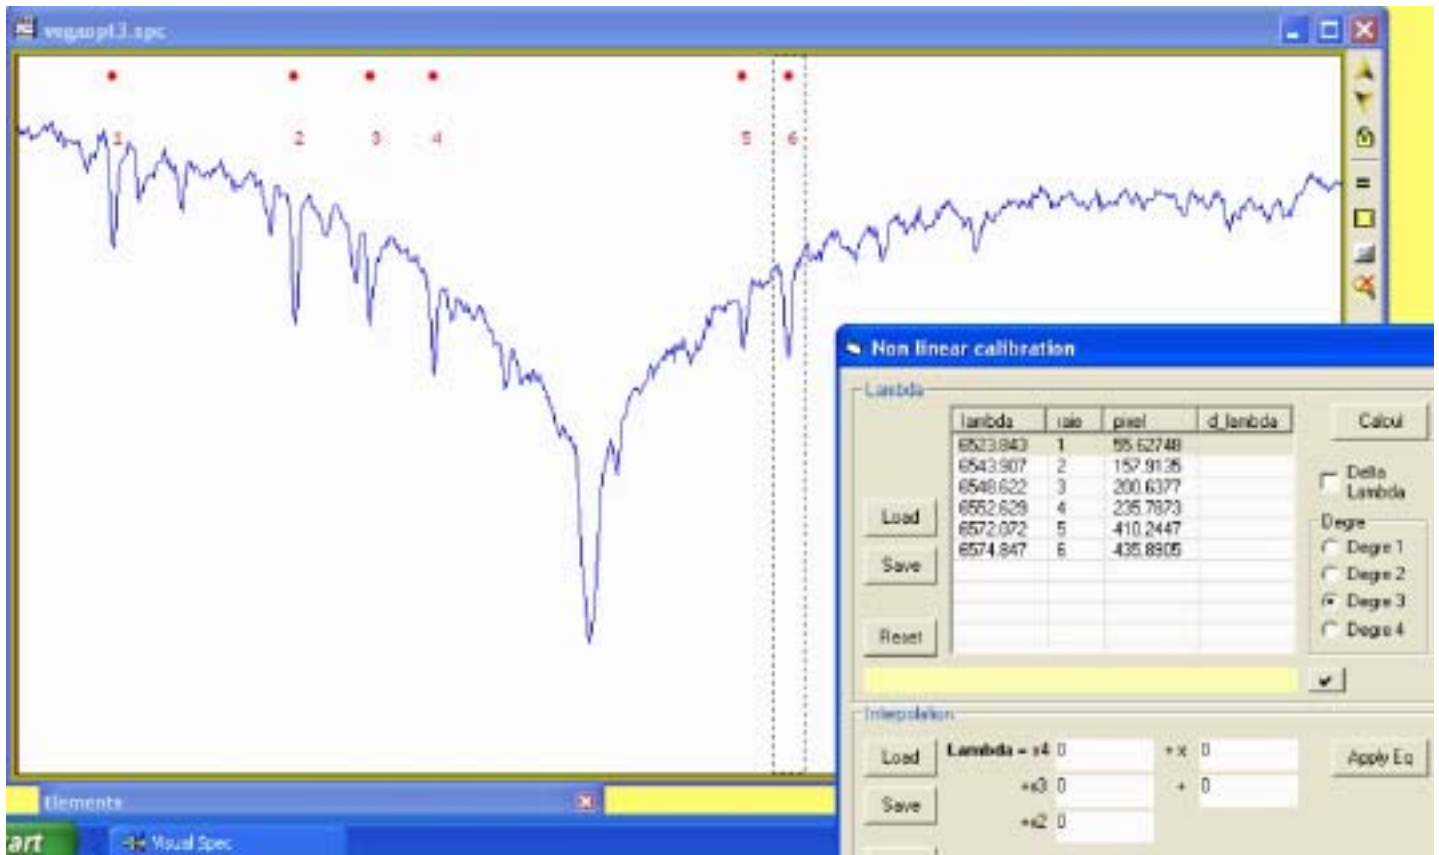 vegaopt3.spc
1 2 3 4 5 6
Non linear calibration
Lambda
lambda raie pixel d_lambda
6523.843 1 55.62748
6543.907 2 157.9135
6548.622 3 200.6377
6552.629 4 235.7873
6572.072 5 410.2447
6574.847 6 435.8905
Load
Save
Reset
Calcul
Delta
Lambda
Degre
Degre 1
Degre 2
Degre 3
Degre 4
Interpolation
Load
Save
Lambda = x4 0 + x 0
+x3 0 + 0
+x2 0
Apply Eq
Elements
art
Visual Spec